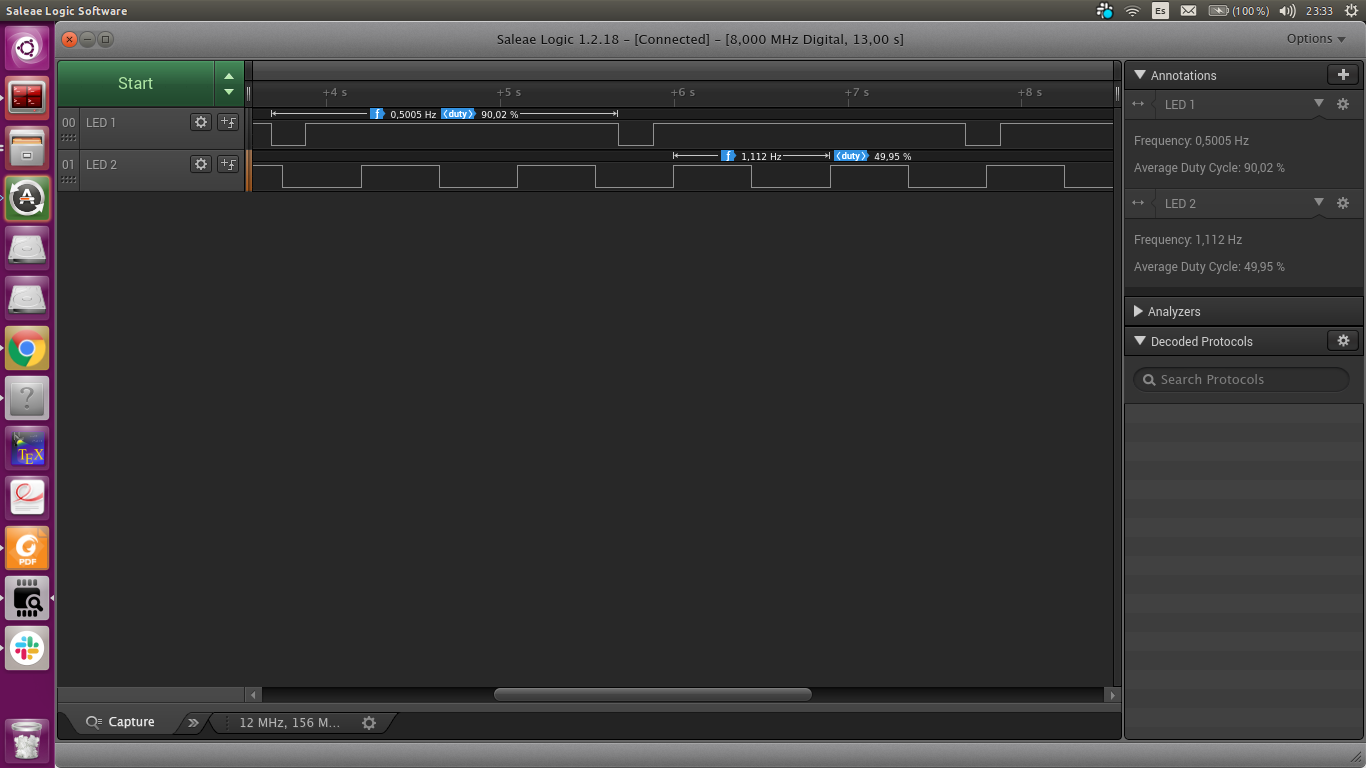 Saleae Logic Software
Es
(100%)
23:33
Saleae Logic 1.2.18 – [Connected] – [8,000 MHz Digital, 13,00 s]
Options
Start
+4 s
+5 s
+6 s
+7 s
+8 s
00
LED 1
f 0,5005 Hz duty 90,02 %
01
LED 2
f 1,112 Hz duty 49,95 %
Annotations
LED 1
Frequency: 0,5005 Hz
Average Duty Cycle: 90,02 %
LED 2
Frequency: 1,112 Hz
Average Duty Cycle: 49,95 %
Analyzers
Decoded Protocols
Search Protocols
TEX
PDF
Capture
12 MHz, 156 M...